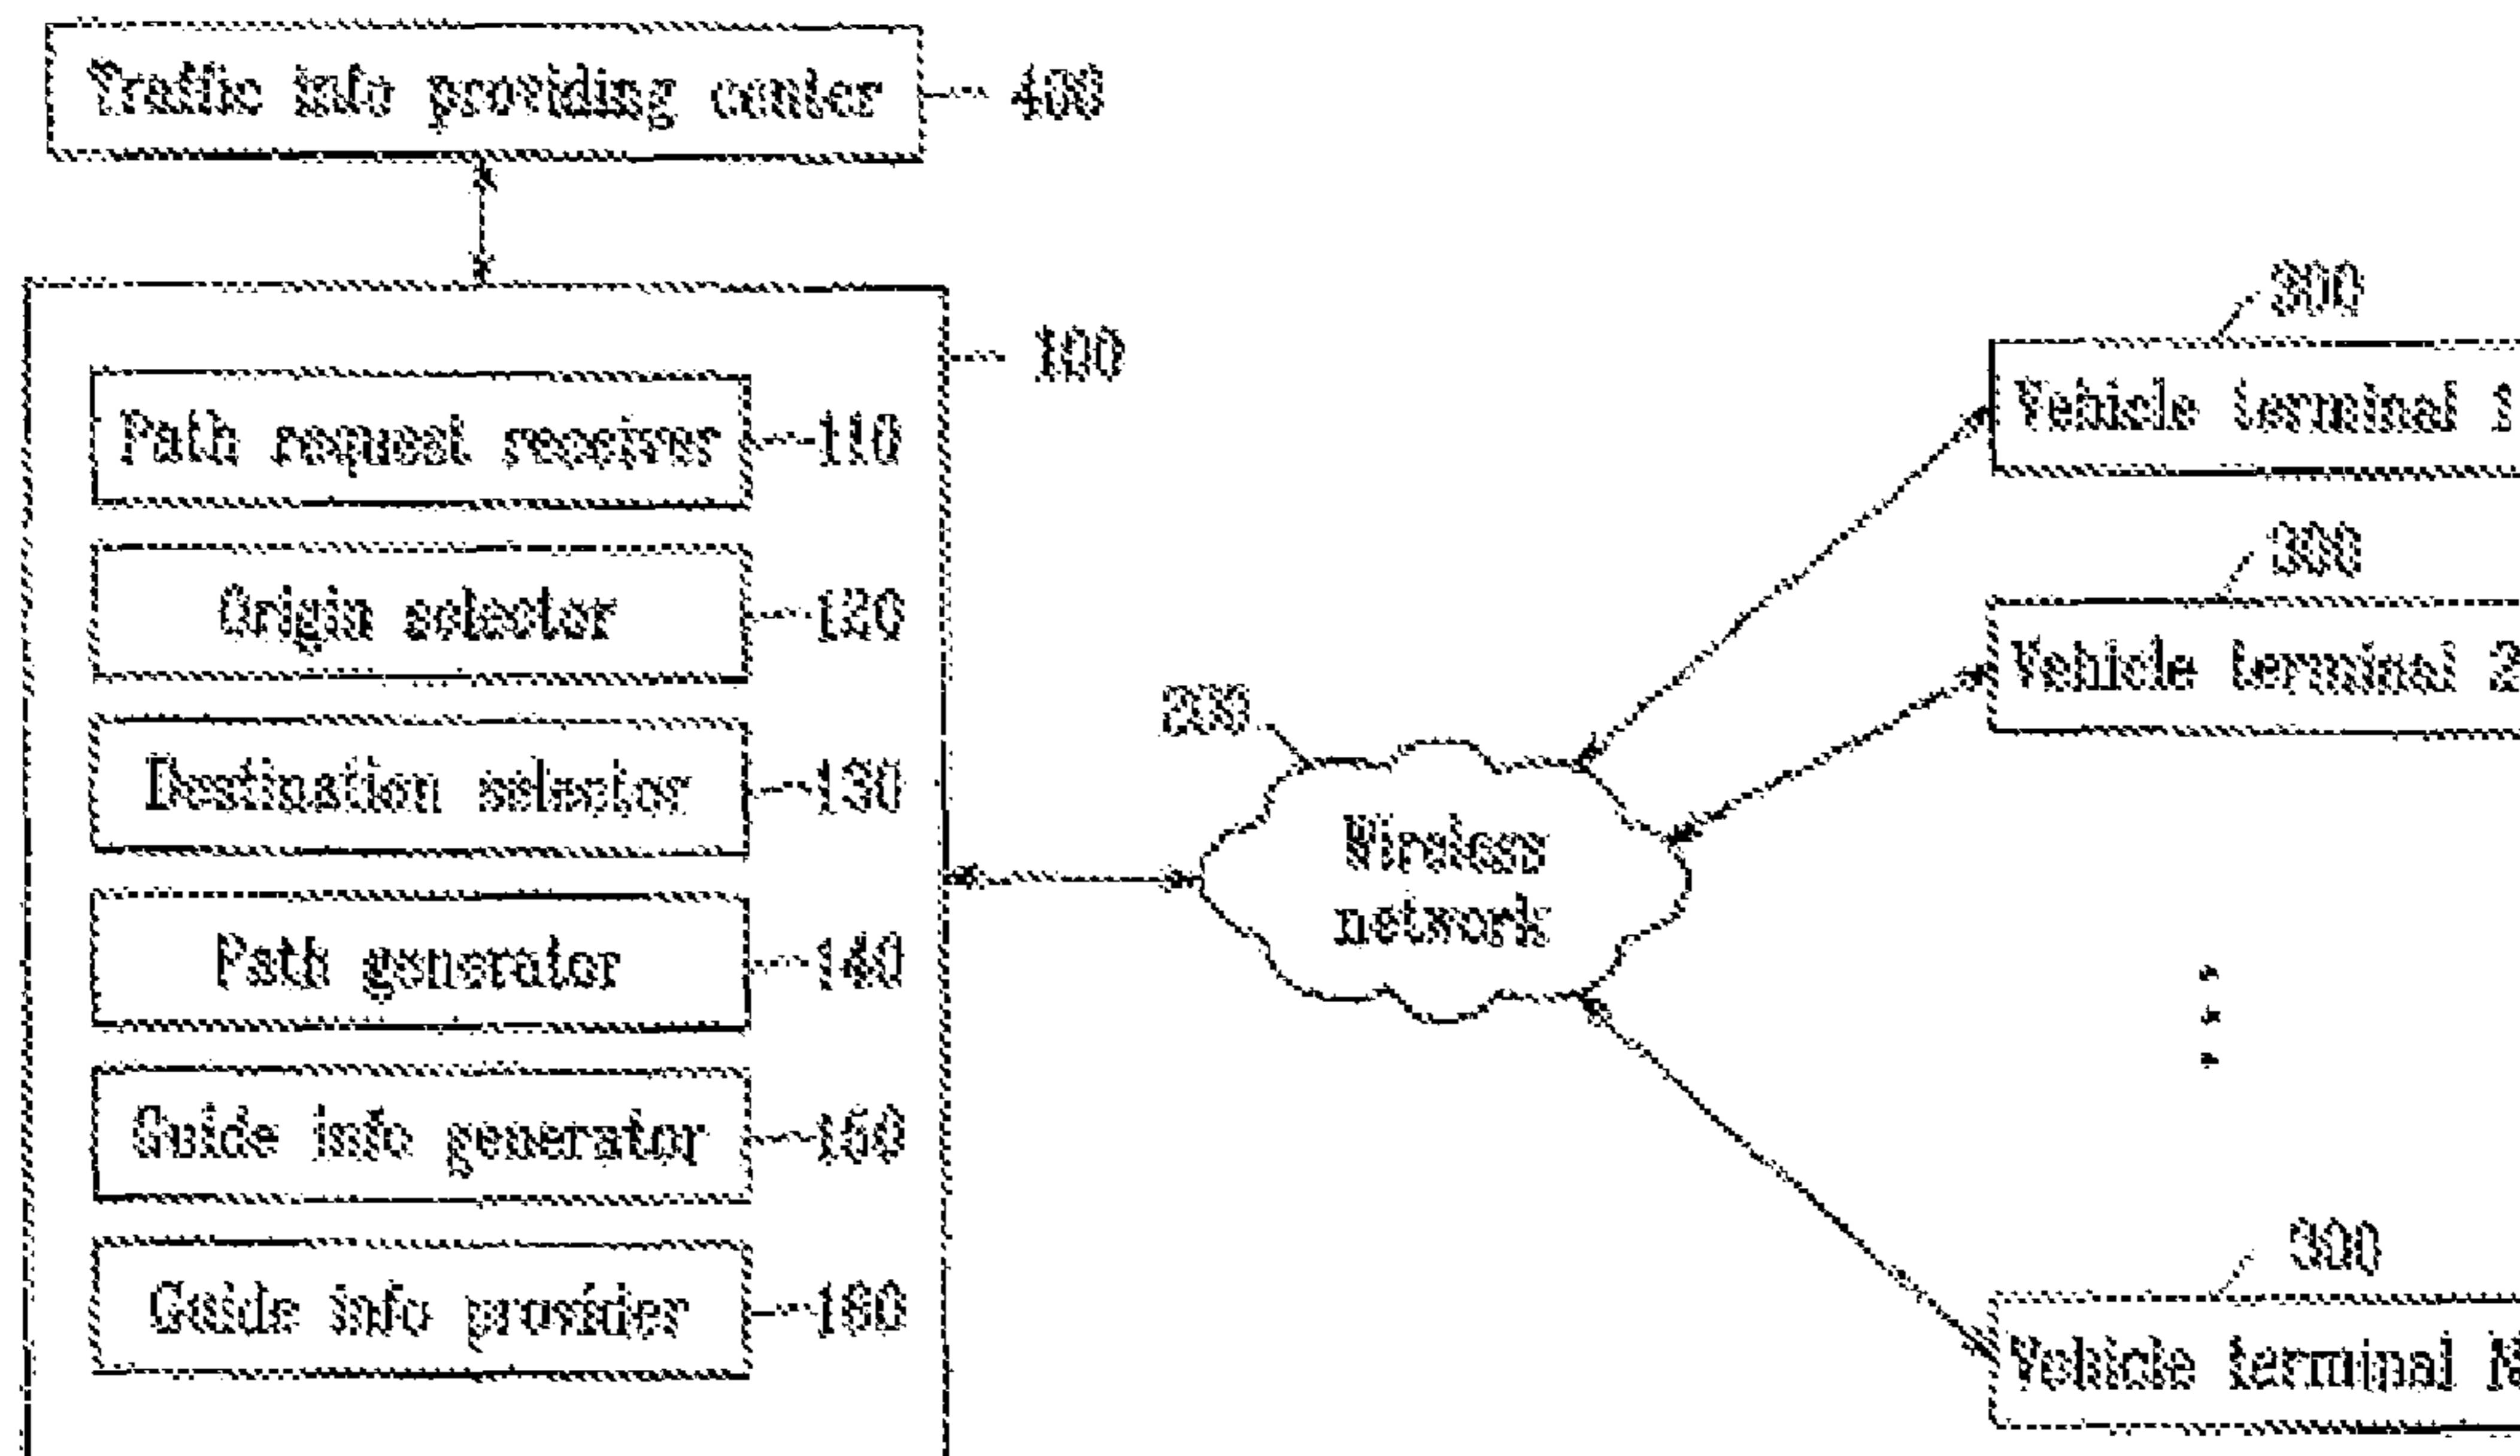 Traffic info providing center
400
100
Path request receiver
110
Origin selector
120
Destination selector
130
Path generator
140
Guide info generator
150
Guide info provider
160
200
Wireless
network
300
Vehicle terminal 1
300
Vehicle terminal 2
300
Vehicle terminal N